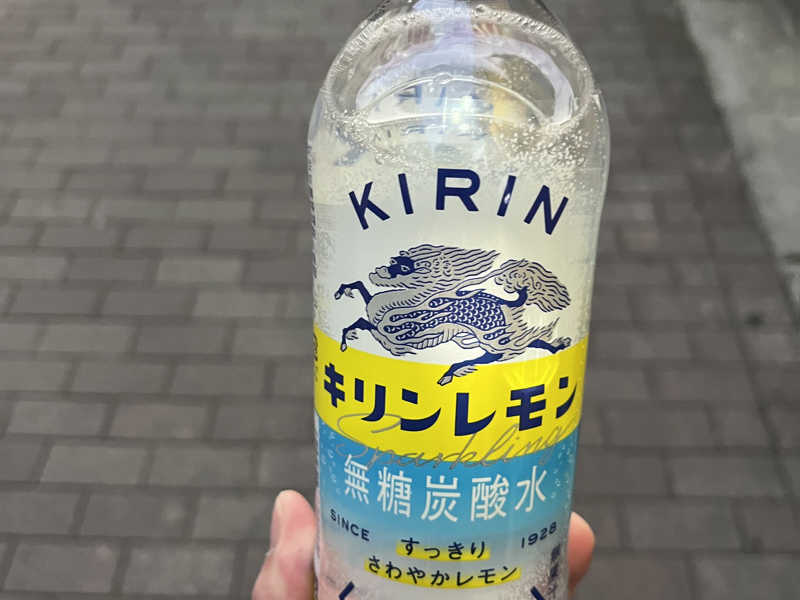 KIRIN
キリンレモン
Sparkling
無糖炭酸水
SINCE 1928
すっきり
さわやかレモン